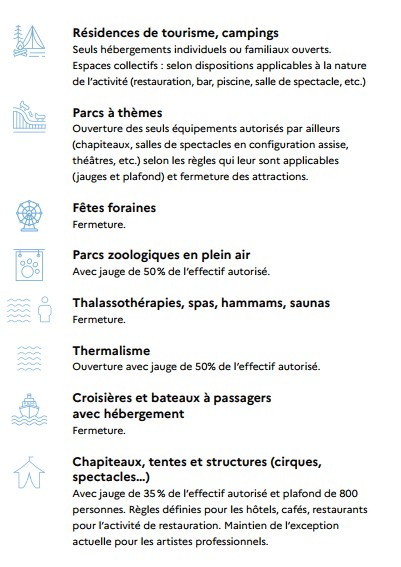 Résidences de tourisme, campings
Seuls hébergements individuels ou familiaux ouverts.
Espaces collectifs : selon dispositions applicables à la nature
de l'activité (restauration, bar, piscine, salle de spectacle, etc.)
Parcs à thèmes
Ouverture des seuls équipements autorisés par ailleurs
(chapiteaux, salles de spectacles en configuration assise,
théâtres, etc.) selon les règles qui leur sont applicables
(jauges et plafond) et fermeture des attractions.
Fêtes foraines
Fermeture.
Parcs zoologiques en plein air
Avec jauge de 50 % de l'effectif autorisé.
Thalassothérapies, spas, hammams, saunas
Fermeture.
Thermalisme
Ouverture avec jauge de 50% de l'effectif autorisé.
Croisières et bateaux à passagers
avec hébergement
Fermeture.
Chapiteaux, tentes et structures (cirques,
spectacles…)
Avec jauge de 35 % de l'effectif autorisé et plafond de 800
personnes. Règles définies pour les hôtels, cafés, restaurants
pour l'activité de restauration. Maintien de l'exception
actuelle pour les artistes professionnels.